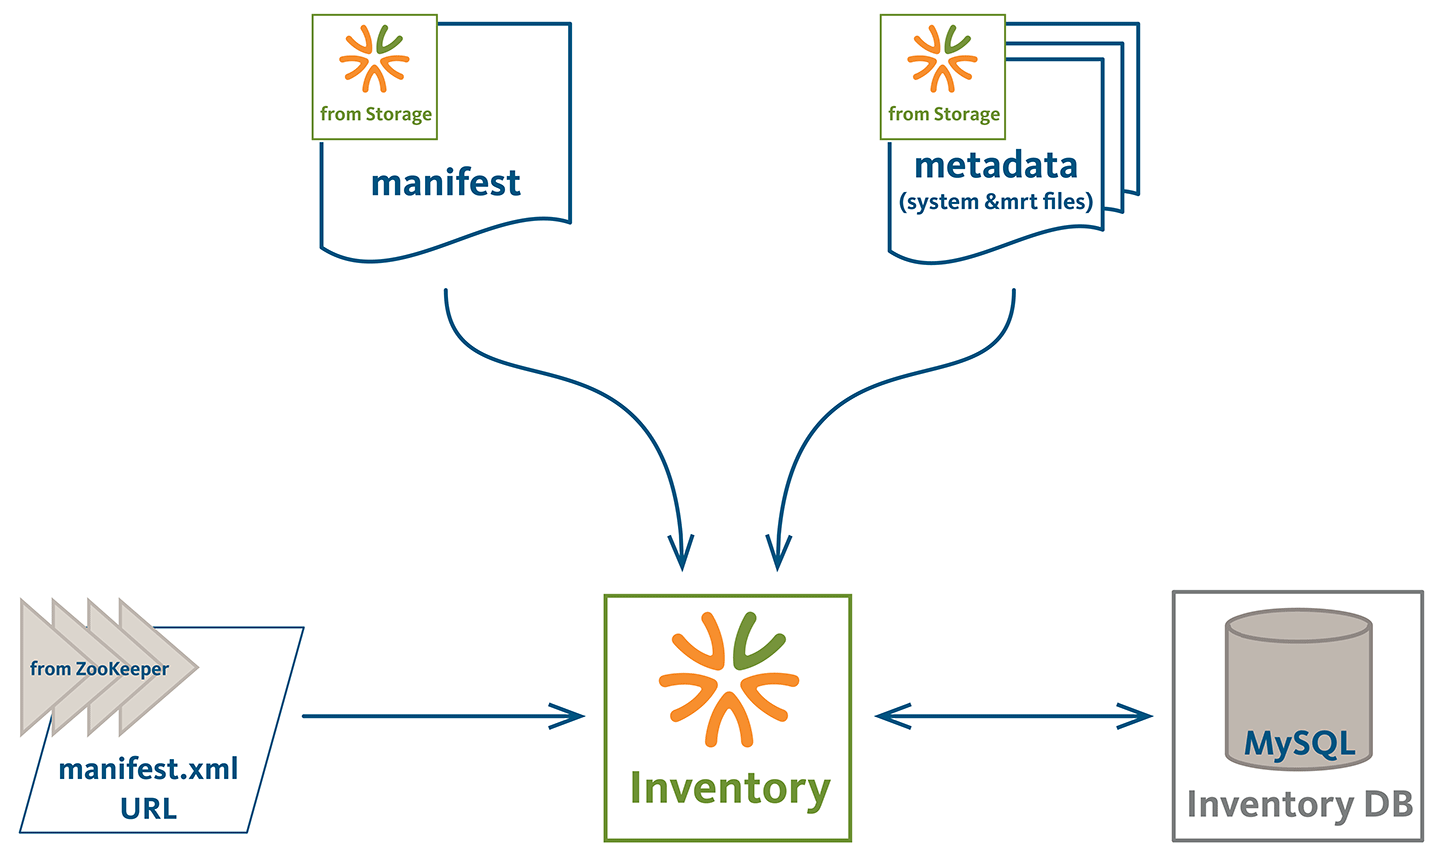 from Storage
manifest
from Storage
metadata
(system &mrt files)
from ZooKeeper
manifest.xml
URL
Inventory
MySQL
Inventory DB